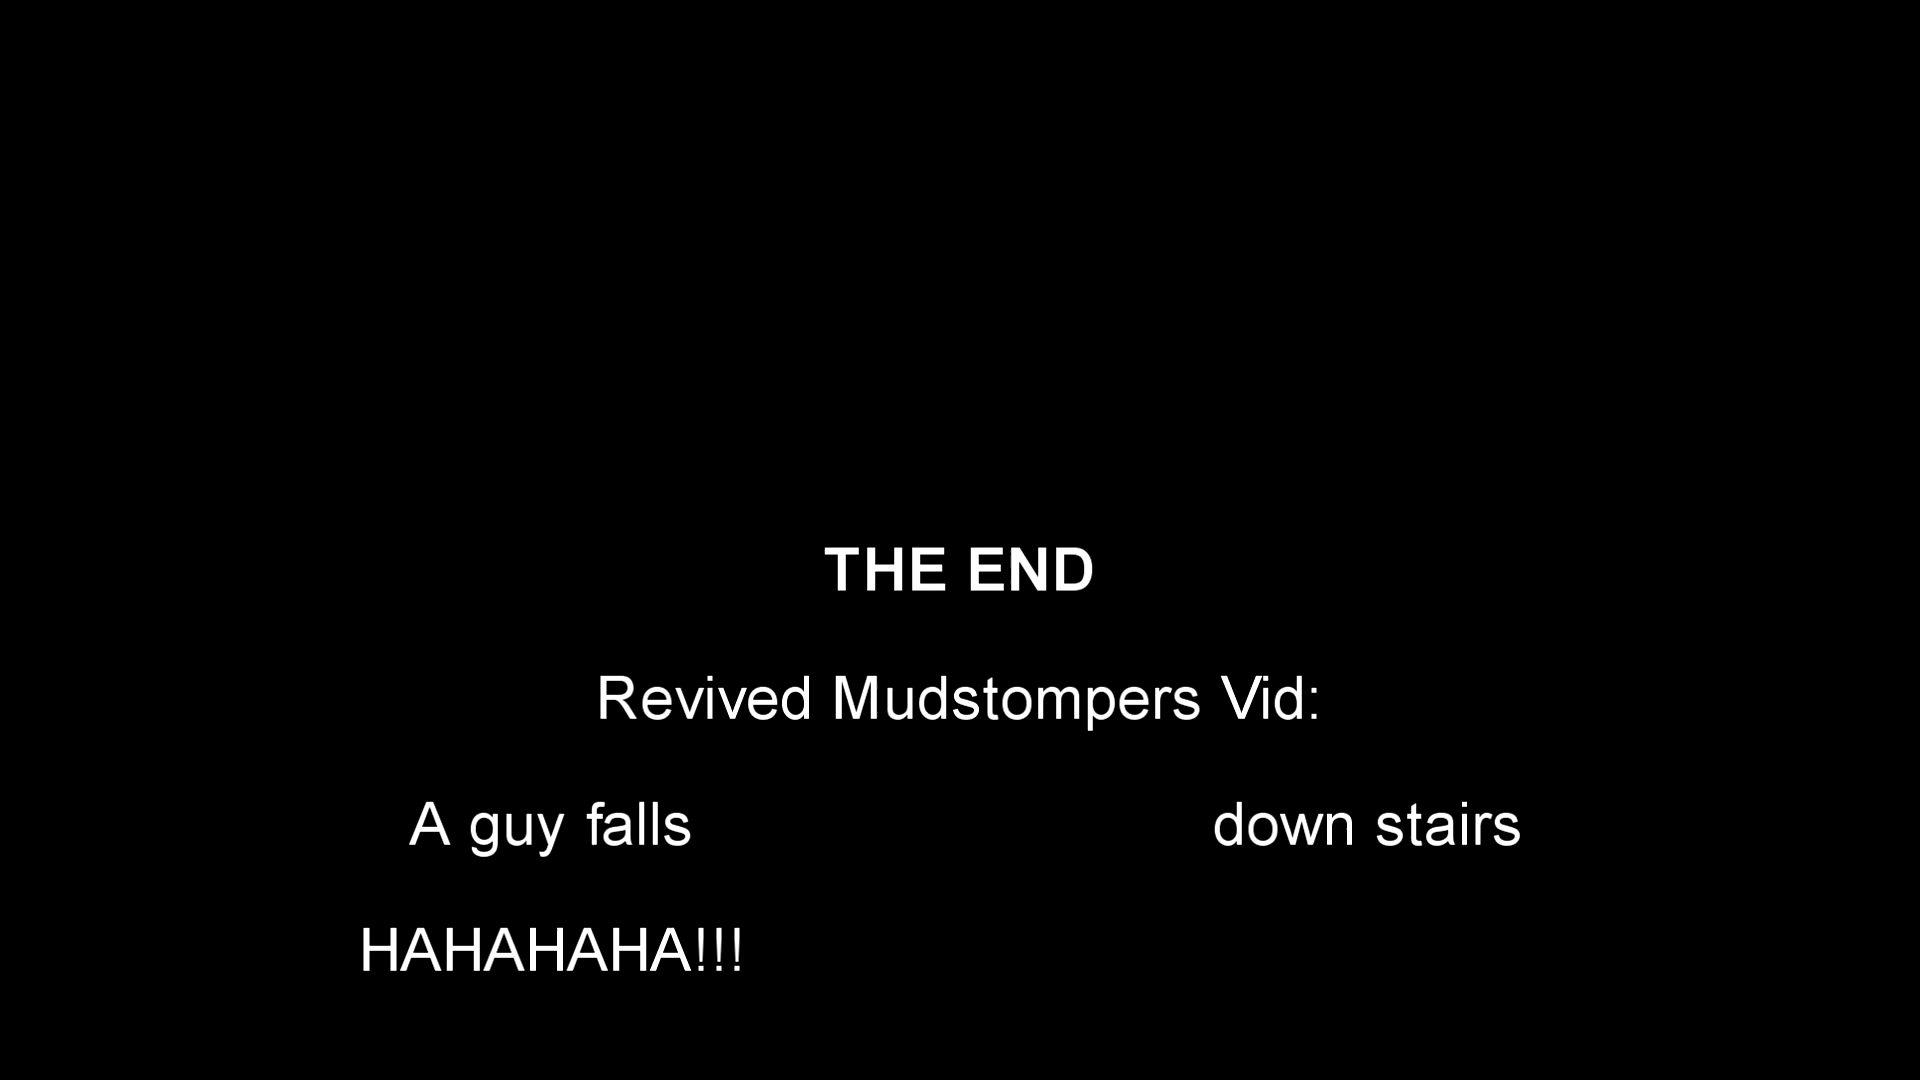 THE END
Revived Mudstompers Vid:
A guy falls down stairs
HAHAHAHA!!!